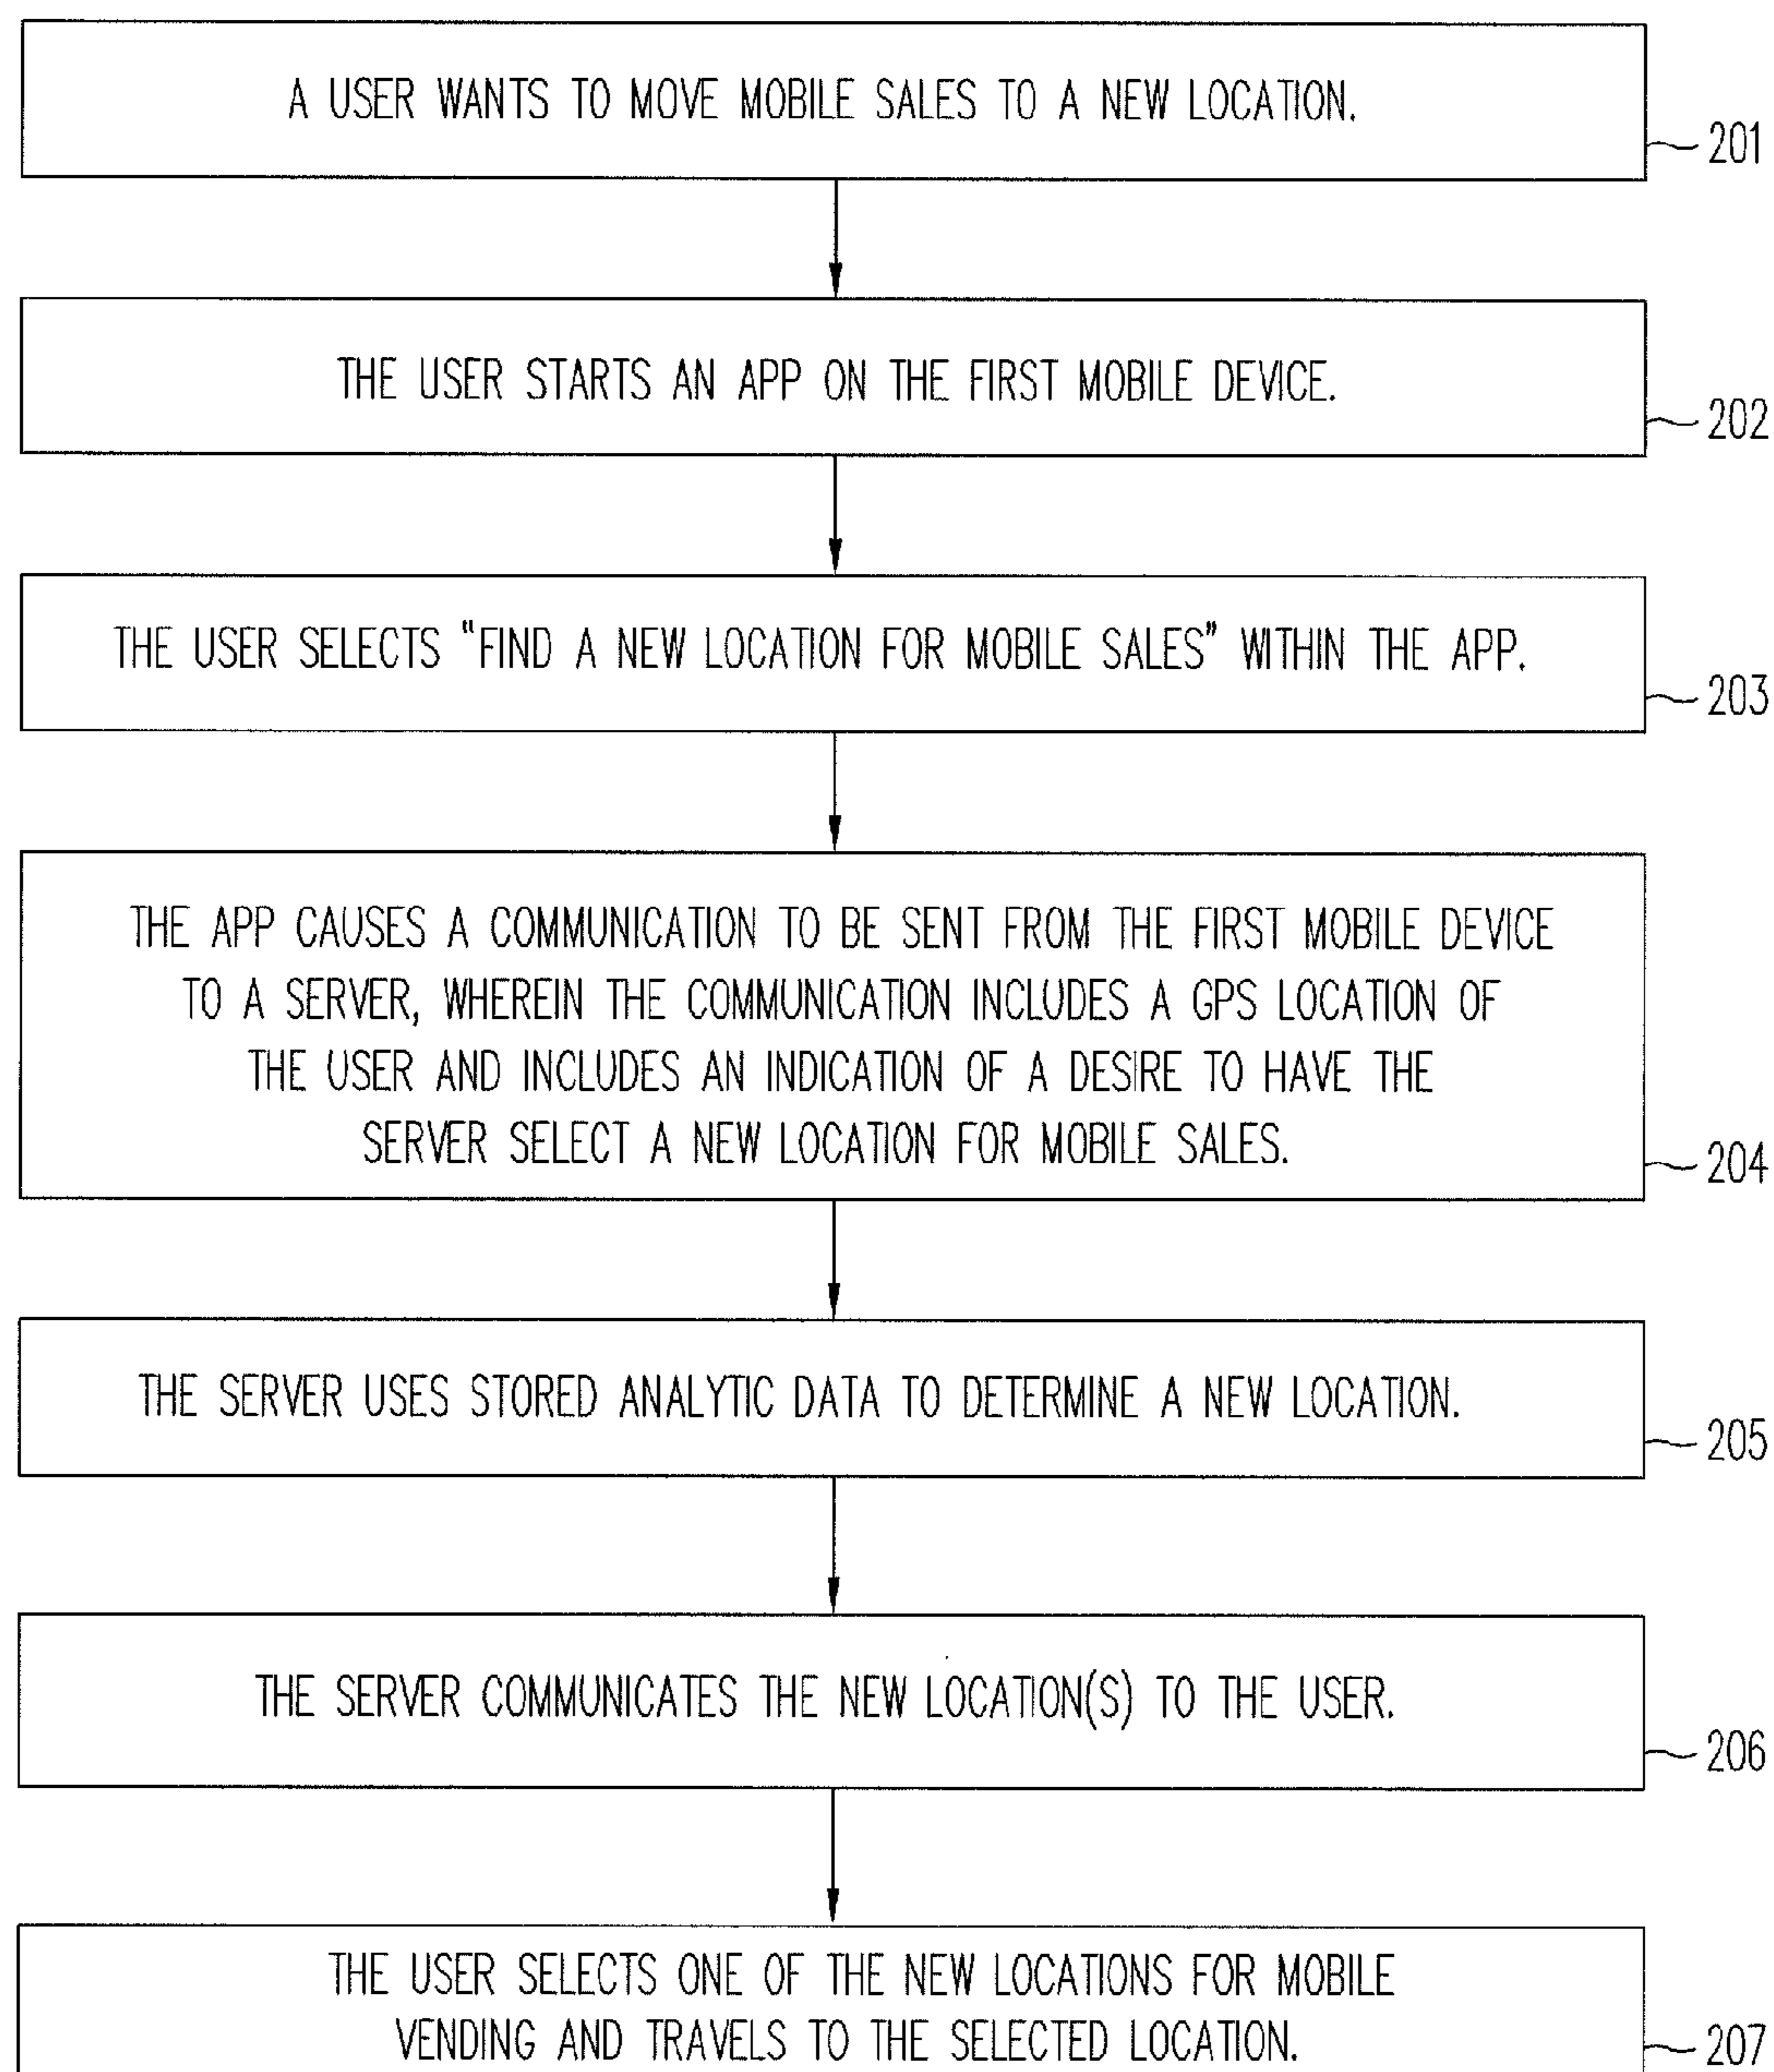 A USER WANTS TO MOVE MOBILE SALES TO A NEW LOCATION.
201
THE USER STARTS AN APP ON THE FIRST MOBILE DEVICE.
202
THE USER SELECTS "FIND A NEW LOCATION FOR MOBILE SALES" WITHIN THE APP.
203
THE APP CAUSES A COMMUNICATION TO BE SENT FROM THE FIRST MOBILE DEVICE
TO A SERVER, WHEREIN THE COMMUNICATION INCLUDES A GPS LOCATION OF
THE USER AND INCLUDES AN INDICATION OF A DESIRE TO HAVE THE
SERVER SELECT A NEW LOCATION FOR MOBILE SALES.
204
THE SERVER USES STORED ANALYTIC DATA TO DETERMINE A NEW LOCATION.
205
THE SERVER COMMUNICATES THE NEW LOCATION(S) TO THE USER.
206
THE USER SELECTS ONE OF THE NEW LOCATIONS FOR MOBILE
VENDING AND TRAVELS TO THE SELECTED LOCATION.
207